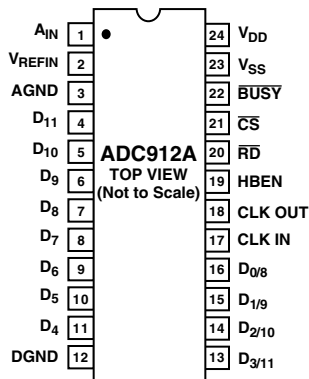 A_IN 1 24 V_DD
V_REFIN 2 23 V_SS
AGND 3 22 BUSY
D_11 4 21 CS
D_10 5 ADC912A 20 RD
D_9 6 TOP VIEW 19 HBEN
D_8 7 (Not to Scale) 18 CLK OUT
D_7 8 17 CLK IN
D_6 9 16 D_0/8
D_5 10 15 D_1/9
D_4 11 14 D_2/10
DGND 12 13 D_3/11